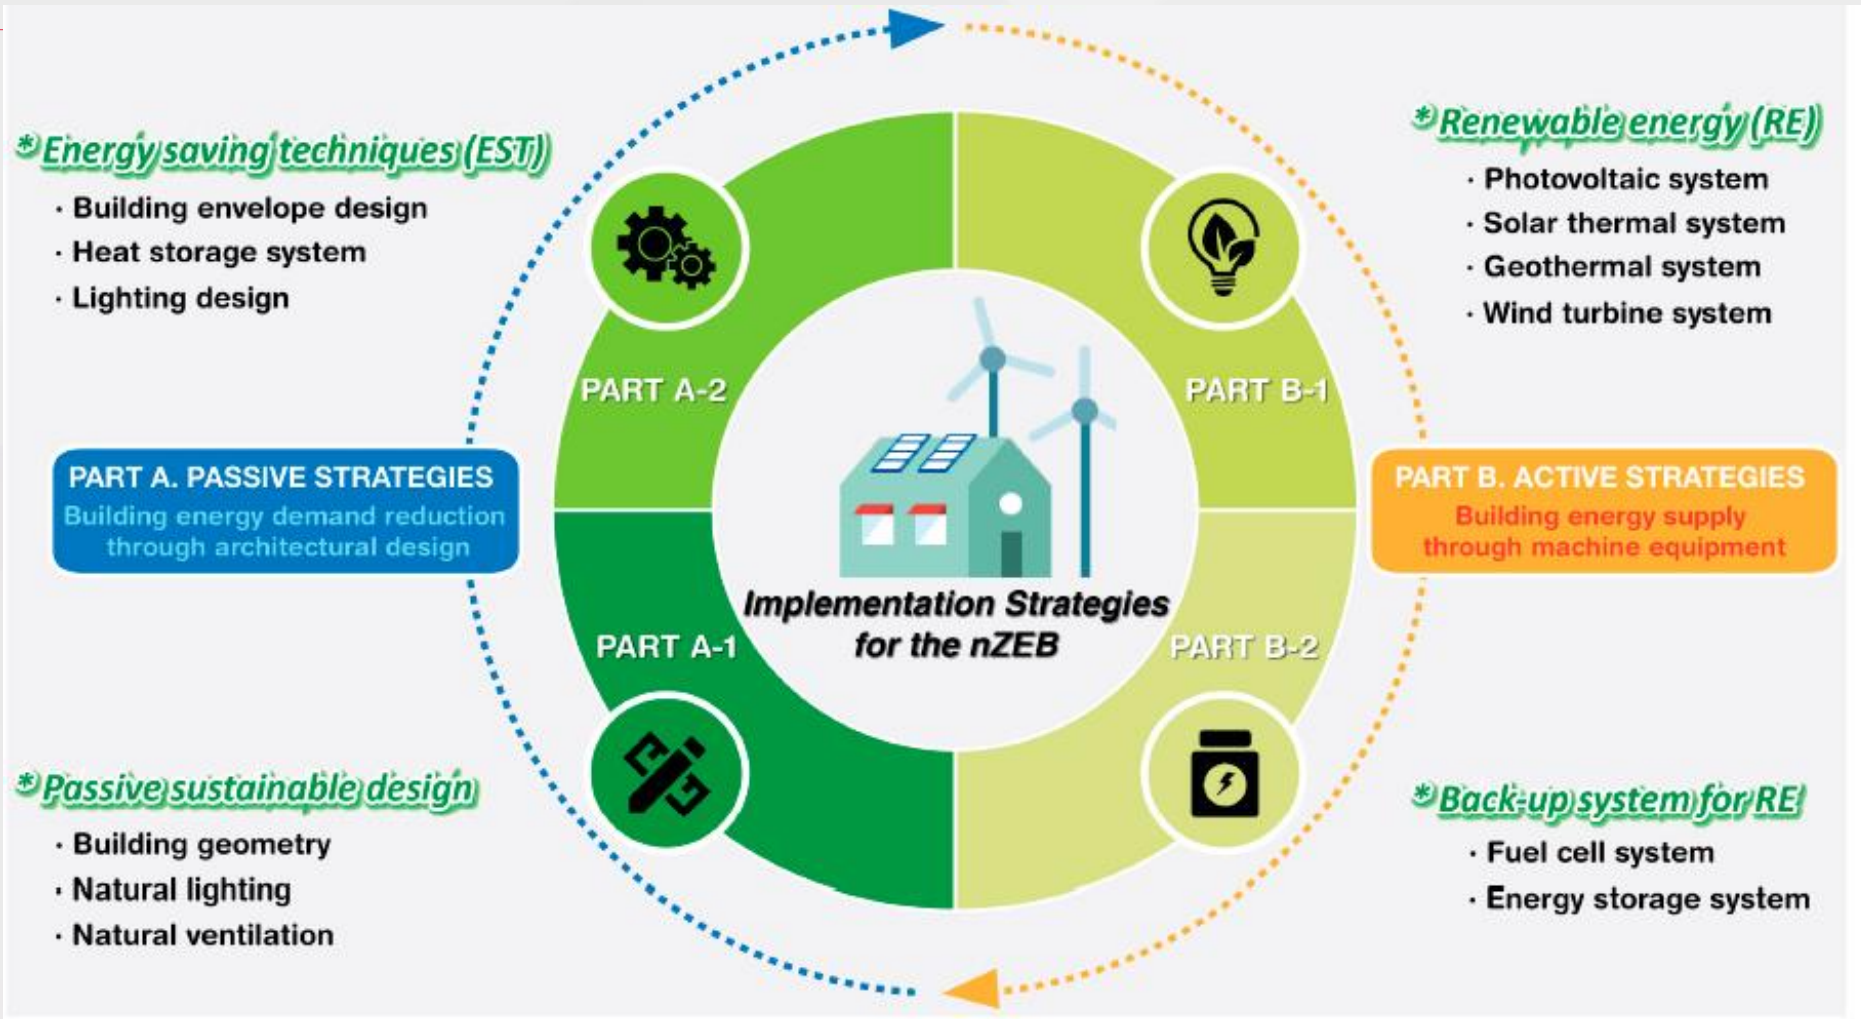 * Energy saving techniques (EST)
· Building envelope design
· Heat storage system
· Lighting design
* Renewable energy (RE)
· Photovoltaic system
· Solar thermal system
· Geothermal system
· Wind turbine system
PART A-2
PART B-1
PART A. PASSIVE STRATEGIES
Building energy demand reduction
through architectural design
PART B. ACTIVE STRATEGIES
Building energy supply
through machine equipment
Implementation Strategies
for the nZEB
PART A-1
PART B-2
* Passive sustainable design
· Building geometry
· Natural lighting
· Natural ventilation
* Back-up system for RE
· Fuel cell system
· Energy storage system